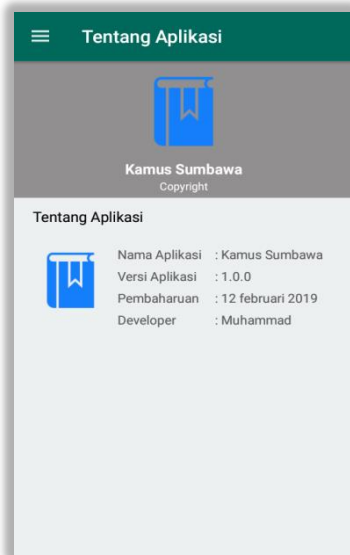 Tentang Aplikasi
Kamus Sumbawa
Copyright
Tentang Aplikasi
Nama Aplikasi : Kamus Sumbawa
Versi Aplikasi : 1.0.0
Pembaharuan : 12 februari 2019
Developer : Muhammad